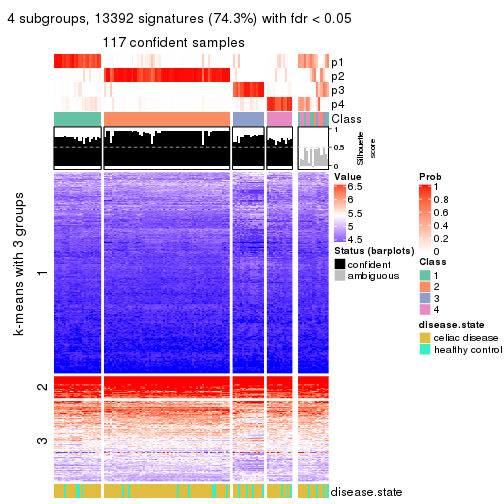 4 subgroups, 13392 signatures (74.3%) with fdr < 0.05
117 confident samples
p1
p2
p3
p4
Class
1
0.5
0
Silhouette
score
k-means with 3 groups
1
2
3
disease.state
Value
6.5
6
5.5
5
4.5
Status (barplots)
confident
ambiguous
Prob
1
0.8
0.6
0.4
0.2
0
Class
1
2
3
4
disease.state
celiac disease
healthy control